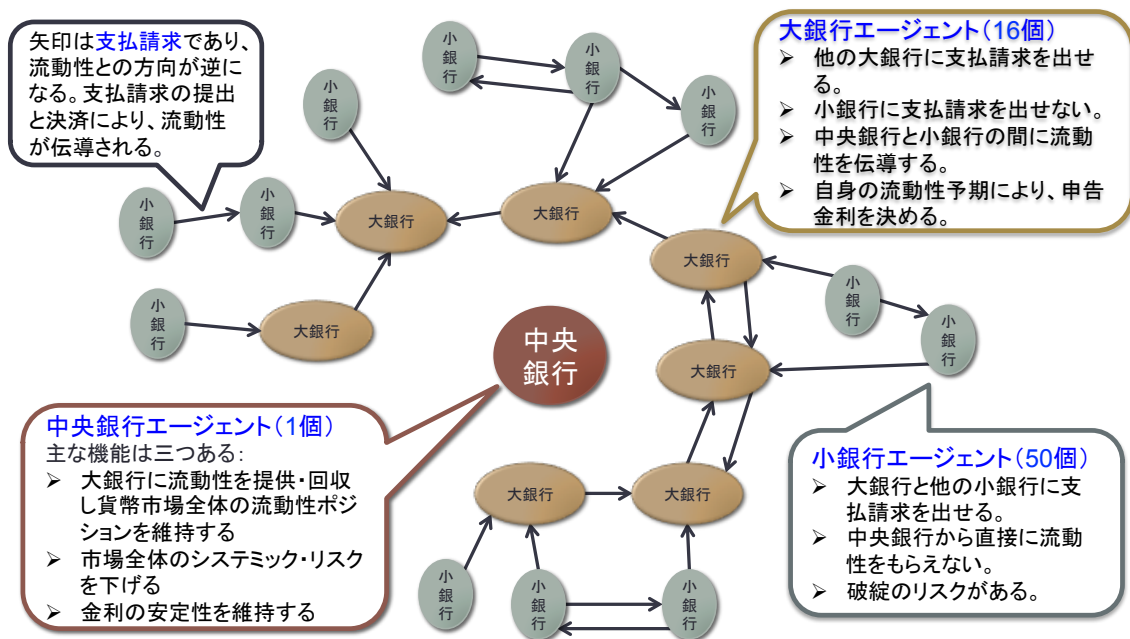 矢印は支払請求であり、
流動性との方向が逆に
なる。支払請求の提出
と決済により、流動性
が伝導される。
小銀行
小銀行
小銀行
小銀行
大銀行エージェント（16個）
➢ 他の大銀行に支払請求を出せ
る。
➢ 小銀行に支払請求を出せない。
➢ 中央銀行と小銀行の間に流動
性を伝導する。
➢ 自身の流動性予期により、申告
金利を決める。
小銀行
小銀行
大銀行
大銀行
大銀行
小銀行
小銀行
小銀行
大銀行
中央
銀行
大銀行
中央銀行エージェント（1個）
主な機能は三つある：
➢ 大銀行に流動性を提供・回収
し貨幣市場全体の流動性ポジ
ションを維持する
➢ 市場全体のシステミック・リスク
を下げる
➢ 金利の安定性を維持する
大銀行
大銀行
小銀行
小銀行
小銀行
小銀行エージェント（50個）
➢ 大銀行と他の小銀行に支
払請求を出せる。
➢ 中央銀行から直接に流動
性をもらえない。
➢ 破綻のリスクがある。